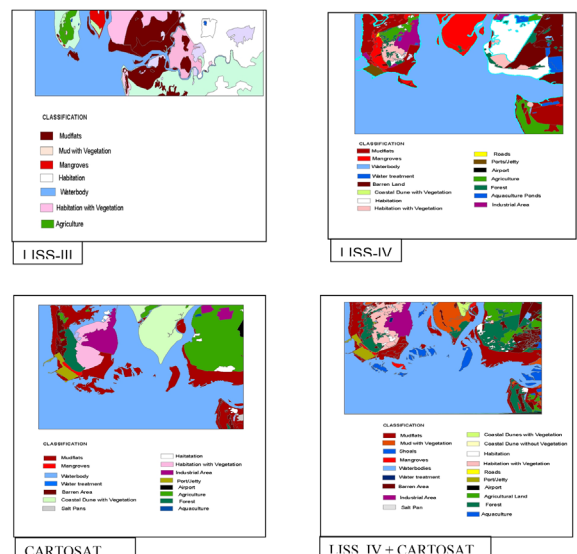 CLASSIFICATION
Mudflats
Mud with Vegetation
Mangroves
Habitation
Waterbody
Habitation with Vegetation
Agriculture
LISS-III
CLASSIFICATION
Mudflats
Mangroves
Waterbody
Water treatment
Barren Land
Coastal Dune with Vegetation
Habitation
Habitation with Vegetation
Roads
Ports/Jetty
Airport
Agriculture
Forest
Aquaculture Ponds
Industrial Area
LISS-IV
CLASSIFICATION
Mudflats
Mangroves
Waterbody
Water treatment
Barren Area
Coastal Dune with Vegetation
Salt Pans
Haitatation
Habitation with Vegetation
Industrial Area
Port/Jetty
Airport
Agriculture
Forest
Aquaculture
CARTOSAT
CLASSIFICATION
Mudflats
Mud with Vegetation
Shoals
Mangroves
Waterbodies
Water treatment
Barren Area
Industrial Area
Salt Pan
Coastal Dunes with Vegetation
Coastal Dune without Vegetation
Habitation
Habitation with Vegetation
Roads
Port/Jetty
Airport
Agricultural Land
Forest
Aquaculture
LISS IV + CARTOSAT